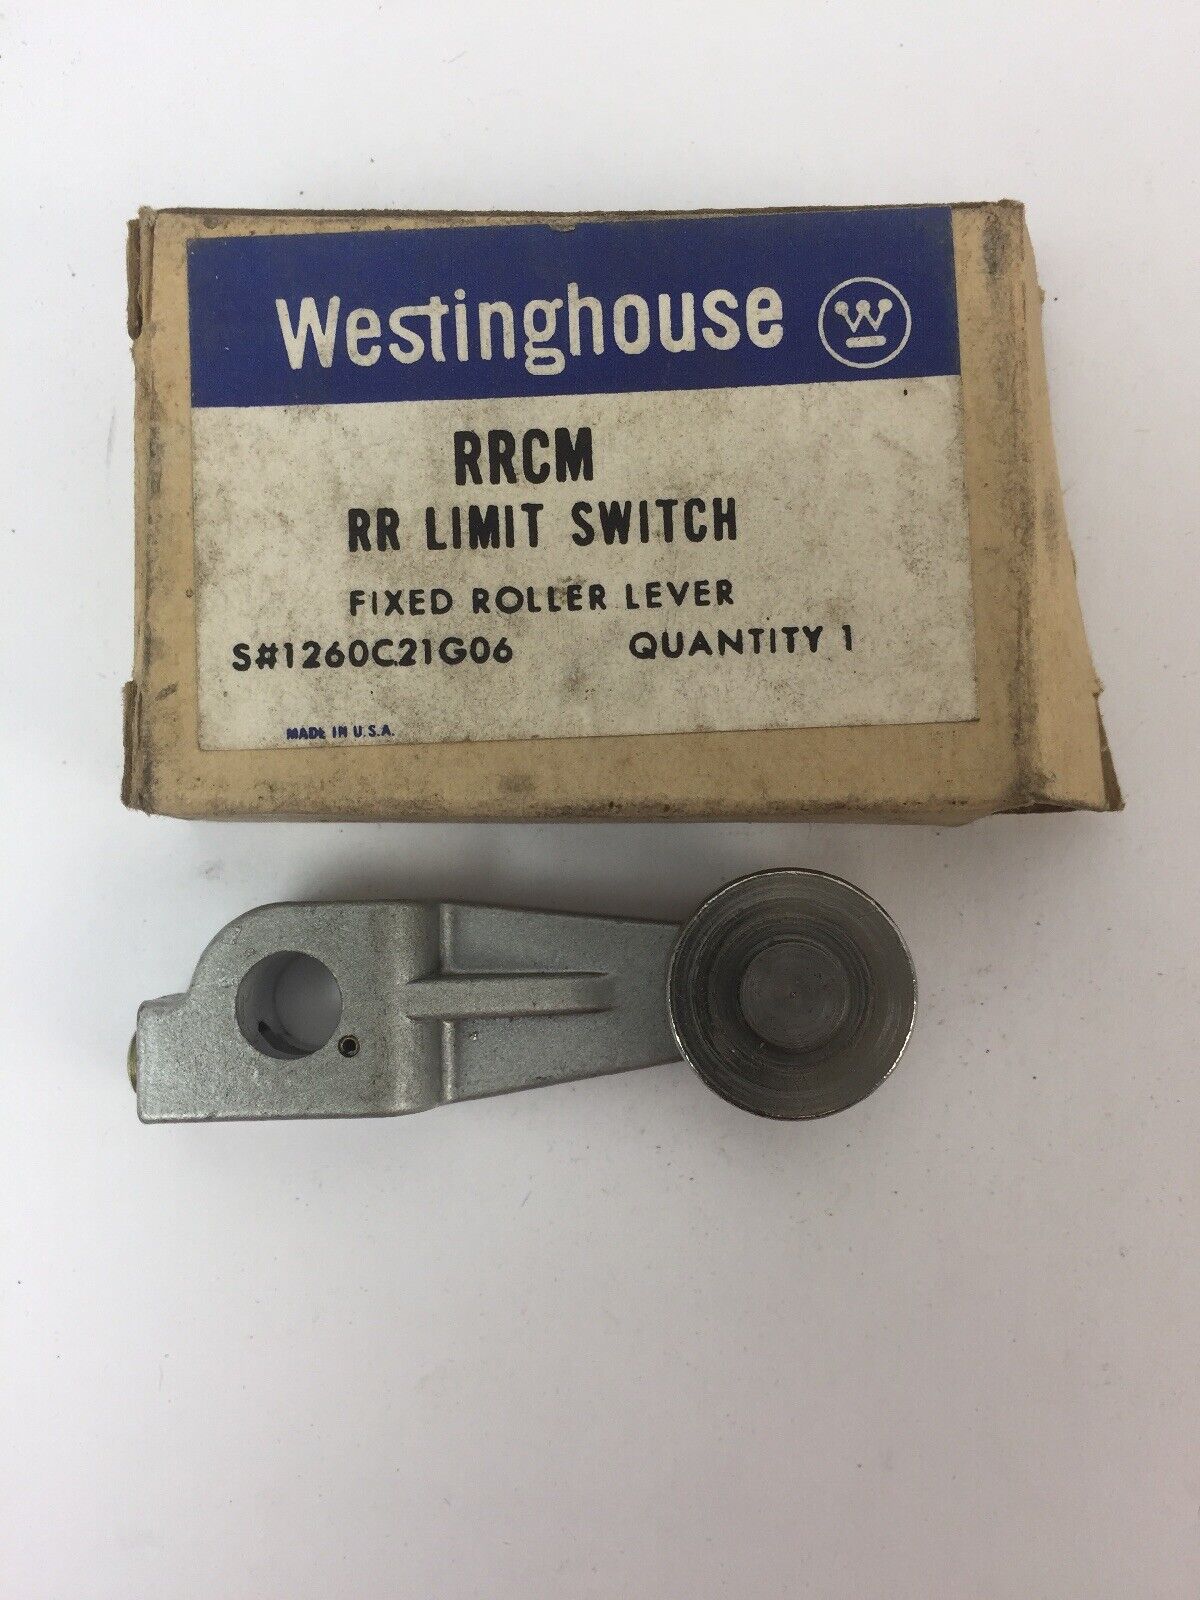 Westinghouse W
RRCM
RR LIMIT SWITCH
FIXED ROLLER LEVER
S#1260C21G06 QUANTITY 1
MADE IN U.S.A.